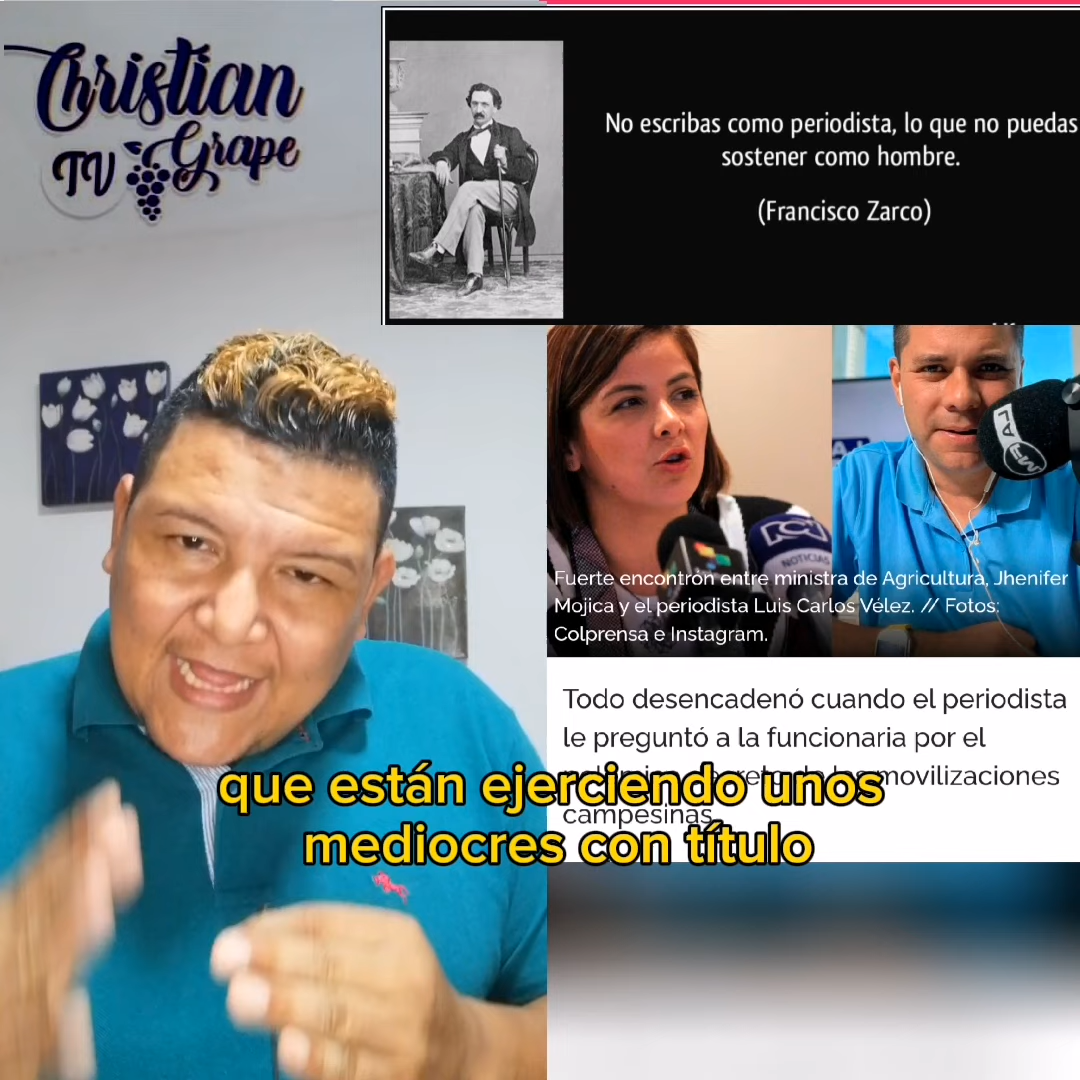 Christian
TV Grape
No escribas como periodista, lo que no puedas
sostener como hombre.
(Francisco Zarco)
RCN
NOTICIAS
Fuerte encontrón entre ministra de Agricultura, Jhenifer
Mojica y el periodista Luis Carlos Vélez. // Fotos:
Colprensa e Instagram.
Todo desencadenó cuando el periodista
le preguntó a la funcionaria por el
movilizaciones
campesinas
que están ejerciendo unos
mediocres con título